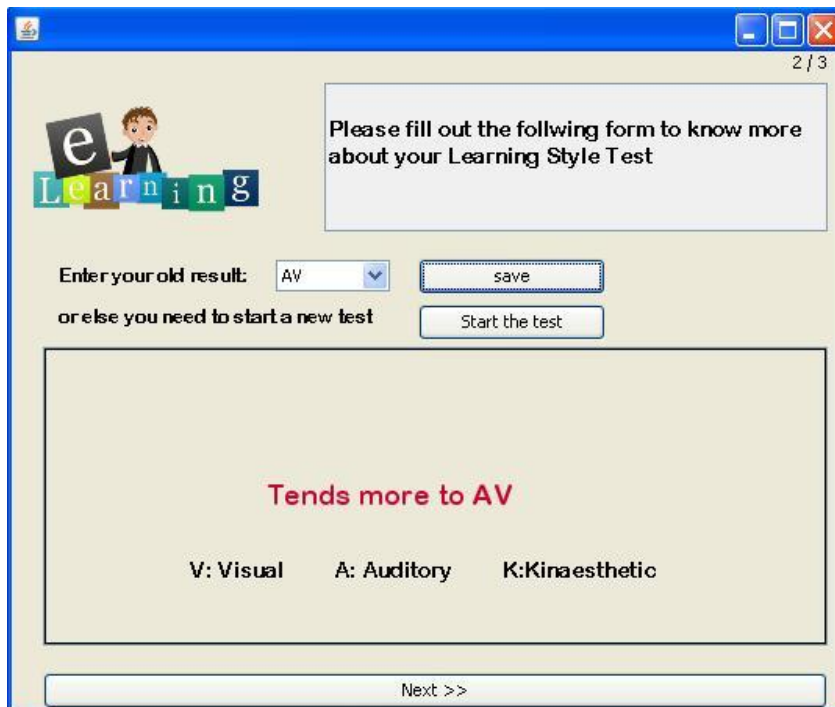 2 / 3
e
Learning
Please fill out the follwing form to know more
about your Learning Style Test
Enter your old result: AV save
or else you need to start a new test Start the test
Tends more to AV
V: Visual A: Auditory K:Kinaesthetic
Next >>